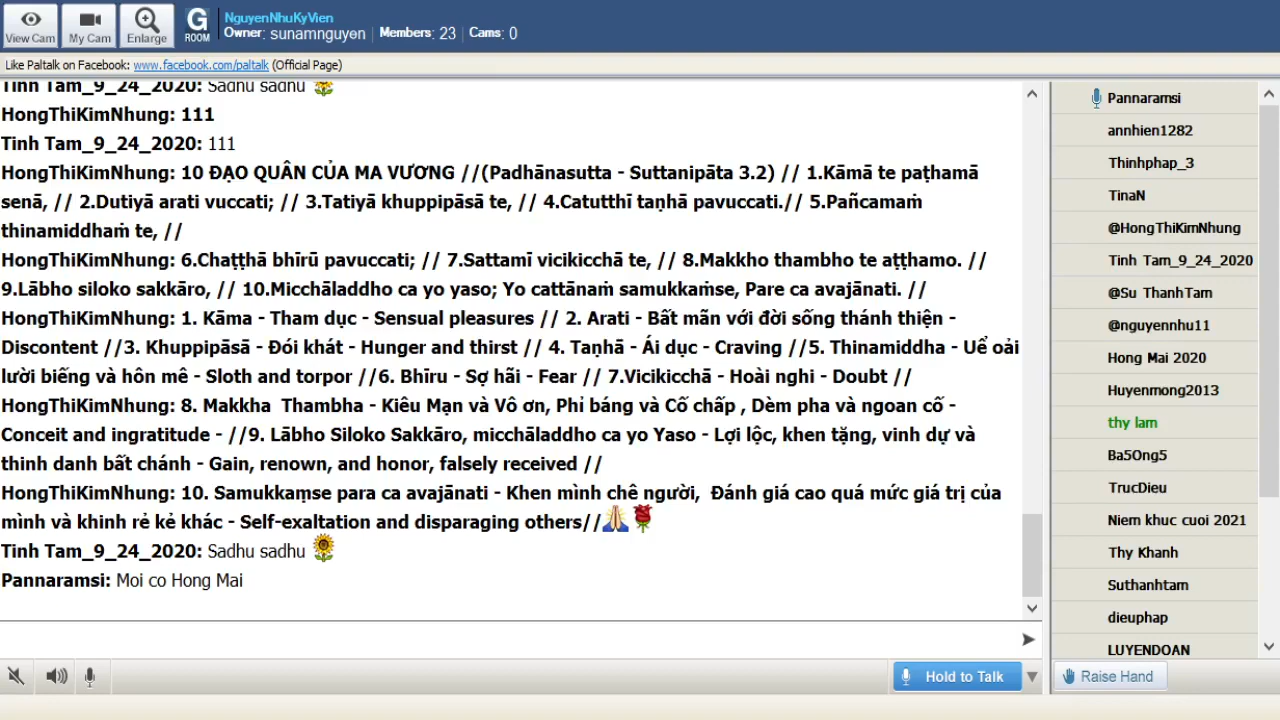 NguyenNhuKyVien
View Cam My Cam Enlarge G ROOM Owner: sunamnguyen Members: 23 Cams: 0
Like Paltalk on Facebook: www.facebook.com/paltalk (Official Page)
Tinh Tam_9_24_2020: Sadhu sadhu
HongThiKimNhung: 111
Tinh Tam_9_24_2020: 111
HongThiKimNhung: 10 ĐẠO QUÂN CỦA MA VƯƠNG //(Padhānasutta - Suttanipāta 3.2) // 1.Kāmā te paṭhamā
senā, // 2.Dutiyā arati vuccati; // 3.Tatiyā khuppipāsā te, // 4.Catutthī taṇhā pavuccati.// 5.Pañcamaṁ
thinamiddhaṁ te, //
HongThiKimNhung: 6.Chaṭṭhā bhīrū pavuccati; // 7.Sattamī vicikicchā te, // 8.Makkho thambho te aṭṭhamo. //
9.Lābho siloko sakkāro, // 10.Micchāladdho ca yo yaso; Yo cattānaṁ samukkaṁse, Pare ca avajānati. //
HongThiKimNhung: 1. Kāma - Tham dục - Sensual pleasures // 2. Arati - Bất mãn với đời sống thánh thiện -
Discontent //3. Khuppipāsā - Đói khát - Hunger and thirst // 4. Taṇhā - Ái dục - Craving //5. Thinamiddha - Uể oải
lười biếng và hôn mê - Sloth and torpor //6. Bhīru - Sợ hãi - Fear // 7.Vicikicchā - Hoài nghi - Doubt //
HongThiKimNhung: 8. Makkha Thambha - Kiêu Mạn và Vô ơn, Phỉ báng và Cố chấp , Dèm pha và ngoan cố -
Conceit and ingratitude - //9. Lābho Siloko Sakkāro, micchāladdho ca yo Yaso - Lợi lộc, khen tặng, vinh dự và
thinh danh bất chánh - Gain, renown, and honor, falsely received //
HongThiKimNhung: 10. Samukkaṃse para ca avajānati - Khen mình chê người, Đánh giá cao quá mức giá trị của
mình và khinh rẻ kẻ khác - Self-exaltation and disparaging others//
Tinh Tam_9_24_2020: Sadhu sadhu
Pannaramsi: Moi co Hong Mai
Hold to Talk
Pannaramsi
annhien1282
Thinhphap_3
TinaN
@HongThiKimNhung
Tinh Tam_9_24_2020
@Su ThanhTam
@nguyennhu11
Hong Mai 2020
Huyenmong2013
thy lam
Ba5Ong5
TrucDieu
Niem khuc cuoi 2021
Thy Khanh
Suthanhtam
dieuphap
LUYENDOAN
Raise Hand